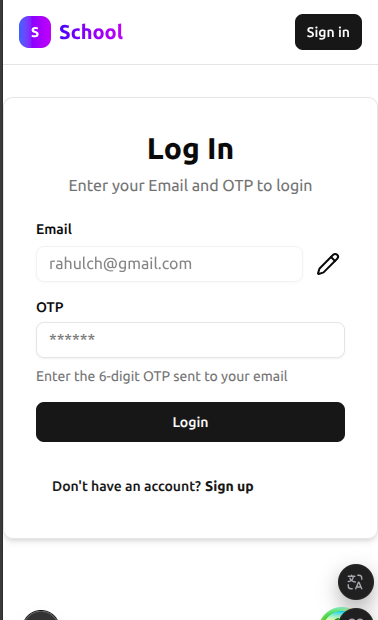 S School
Sign in
Log In
Enter your Email and OTP to login
Email
rahulch@gmail.com
OTP
******
Enter the 6-digit OTP sent to your email
Login
Don't have an account? Sign up